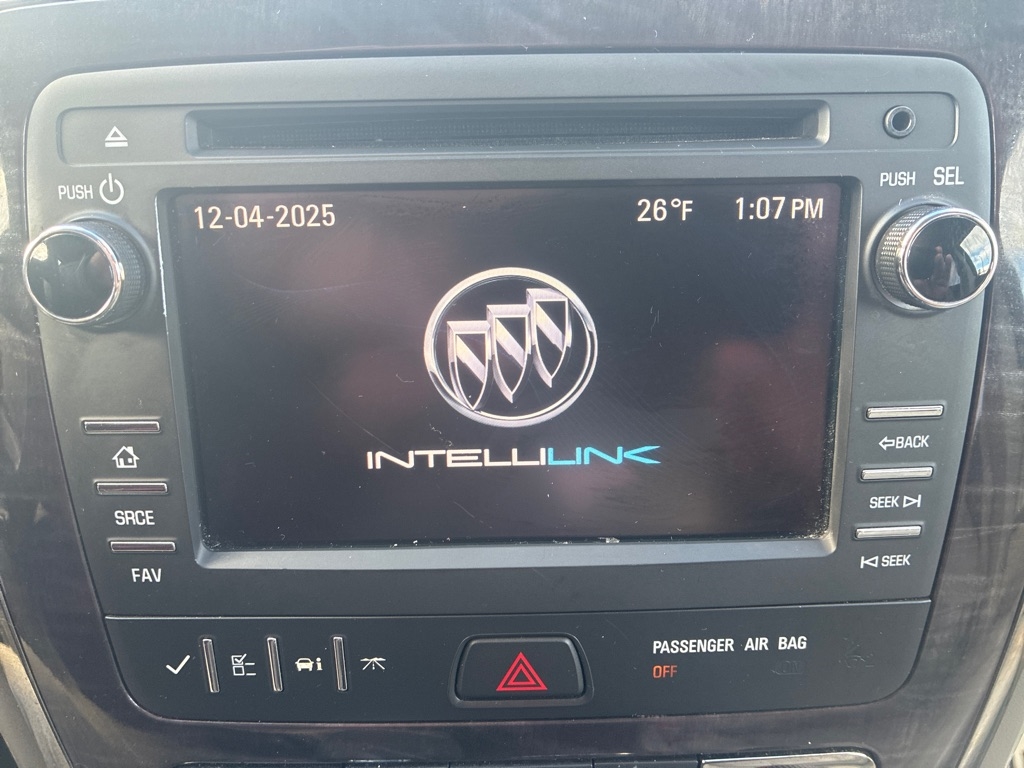 PUSH
PUSH SEL
12-04-2025 26°F 1:07 PM
INTELLILINK
BACK
SRCE
SEEK
FAV
SEEK
PASSENGER AIR BAG
OFF